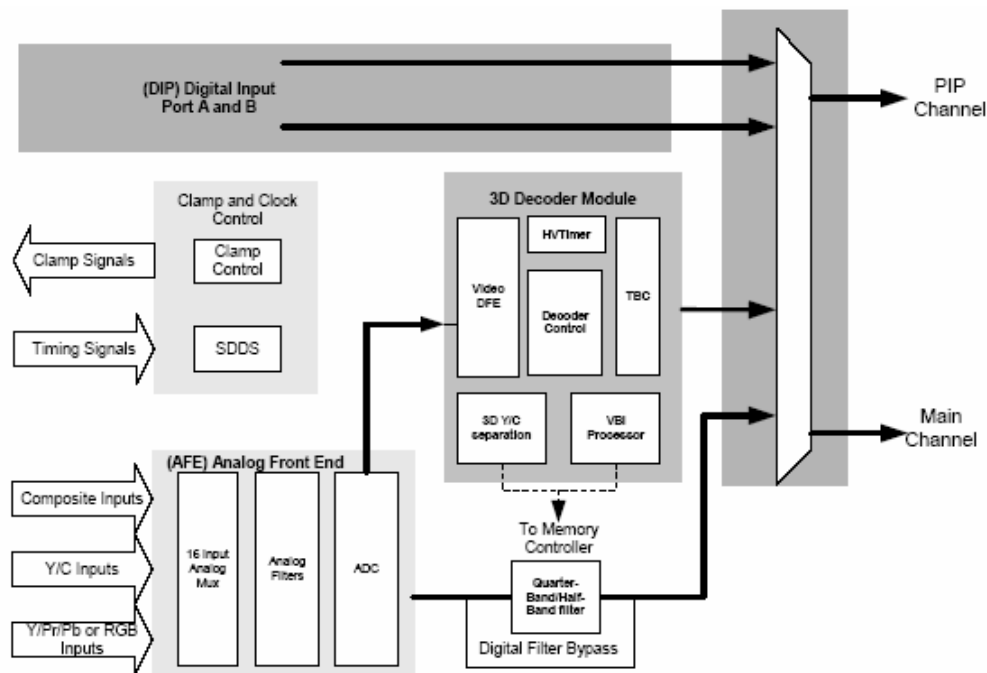 (DIP) Digital Input
Port A and B
PIP
Channel
Clamp and Clock
Control
Clamp
Control
Clamp Signals
Timing Signals
SDDS
3D Decoder Module
HVTimer
Video
DFE
Decoder
Control
TBC
3D Y/C
separation
VBI
Processor
Main
Channel
(AFE) Analog Front End
Composite Inputs
Y/C Inputs
Y/Pr/Pb or RGB
Inputs
16 Input
Analog
Mux
Analog
Filters
ADC
To Memory
Controller
Quarter-
Band/Half-
Band filter
Digital Filter Bypass